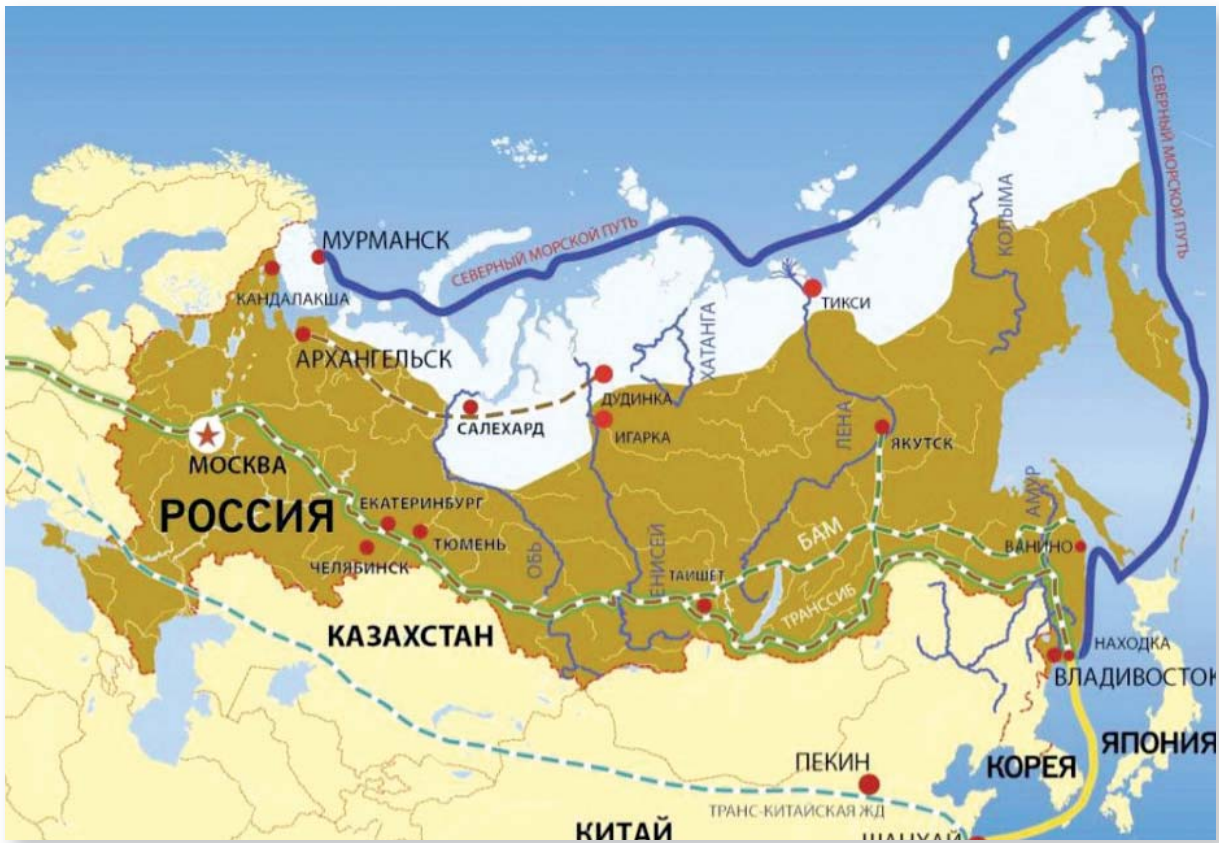 СЕВЕРНЫЙ МОРСКОЙ ПУТЬ
СЕВЕРНЫЙ МОРСКОЙ ПУТЬ
КОЛЫМА
МУРМАНСК
КАНДАЛАКША
ТИКСИ
ХАТАНГА
АРХАНГЕЛЬСК
ДУДИНКА
САЛЕХАРД
ИГАРКА
ЛЕНА
ЯКУТСК
МОСКВА
РОССИЯ
ЕКАТЕРИНБУРГ
ТЮМЕНЬ
ЧЕЛЯБИНСК
ОБЬ
ЕНИСЕЙ
БАМ
АМУР
ВАНИНО
ТАИШЕТ
ТРАНССИБ
КАЗАХСТАН
НАХОДКА
ВЛАДИВОСТОК
ЯПОНИЯ
КОРЕЯ
ПЕКИН
ТРАНС-КИТАЙСКАЯ ЖД
КИТАЙ
ШАНХАЙ